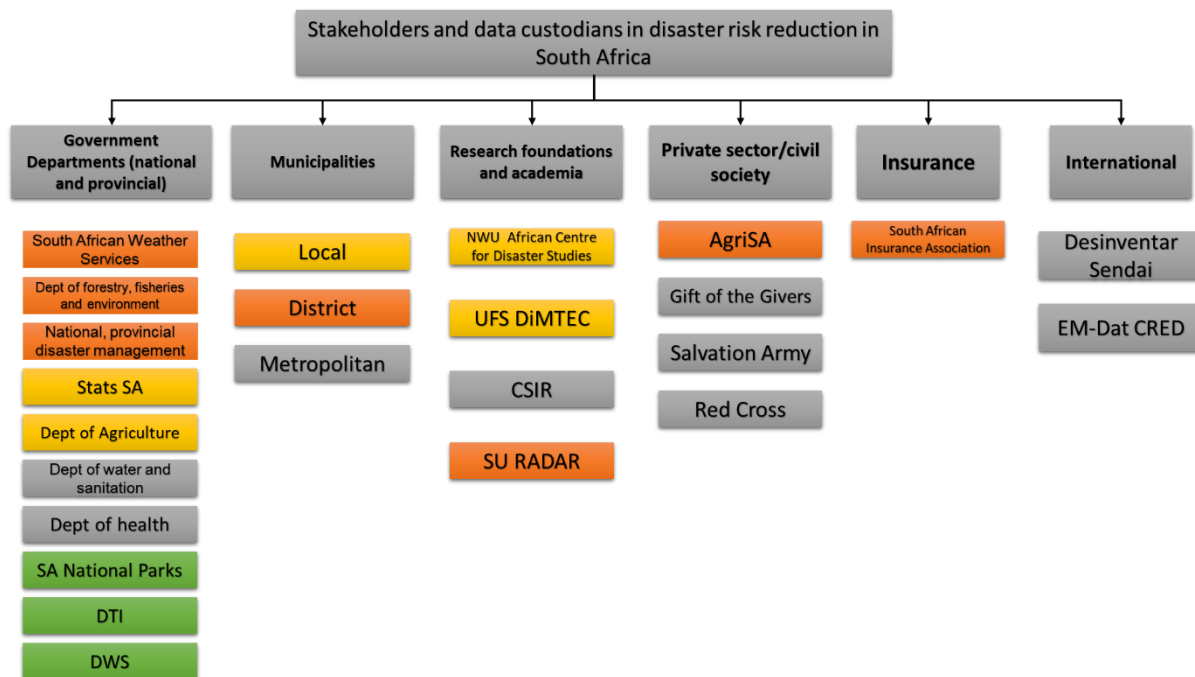 Stakeholders and data custodians in disaster risk reduction in
South Africa
Government
Departments (national
and provincial)
Municipalities
Research foundations
and academia
Private sector/civil
society
Insurance
International
South African Weather
Services
Dept of forestry, fisheries
and environment
National, provincial
disaster management
Stats SA
Dept of Agriculture
Dept of water and
sanitation
Dept of health
SA National Parks
DTI
DWS
Local
District
Metropolitan
NWU African Centre
for Disaster Studies
UFS DiMTEC
CSIR
SU RADAR
AgriSA
Gift of the Givers
Salvation Army
Red Cross
South African
Insurance Association
Desinventar
Sendai
EM-Dat CRED